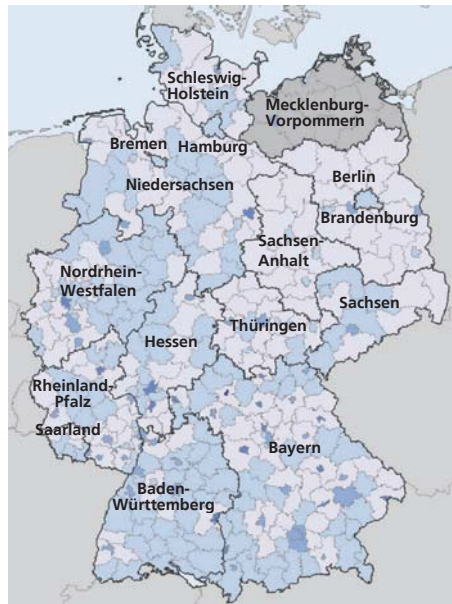 Schleswig-
Holstein
Mecklenburg-
Vorpommern
Bremen
Hamburg
Niedersachsen
Berlin
Brandenburg
Sachsen-
Anhalt
Nordrhein-
Westfalen
Sachsen
Thüringen
Hessen
Rheinland-
Pfalz
Saarland
Bayern
Baden-
Württemberg